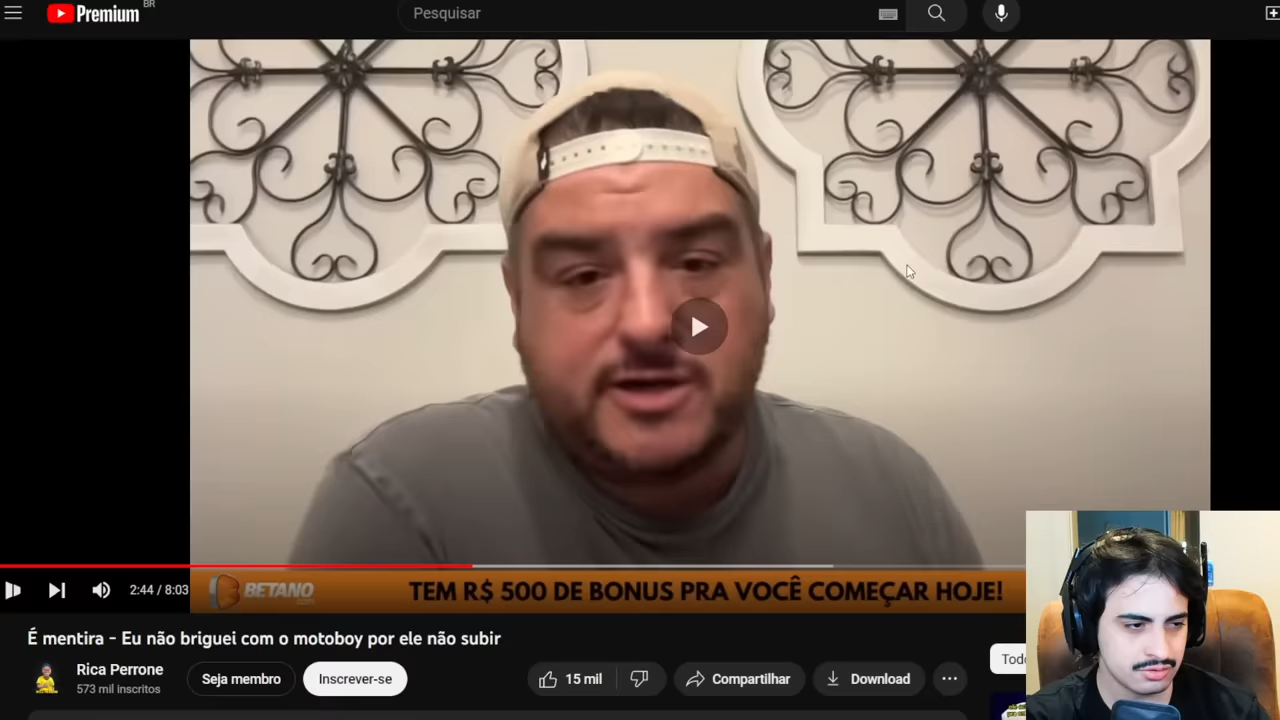 Premium BR
Pesquisar
2:44 / 8:03
BETANO
TEM R$ 500 DE BONUS PRA VOCÊ COMEÇAR HOJE!
É mentira - Eu não briguei com o motoboy por ele não subir
Rica Perrone
573 mil inscritos
Seja membro
Inscrever-se
15 mil
Compartilhar
Download